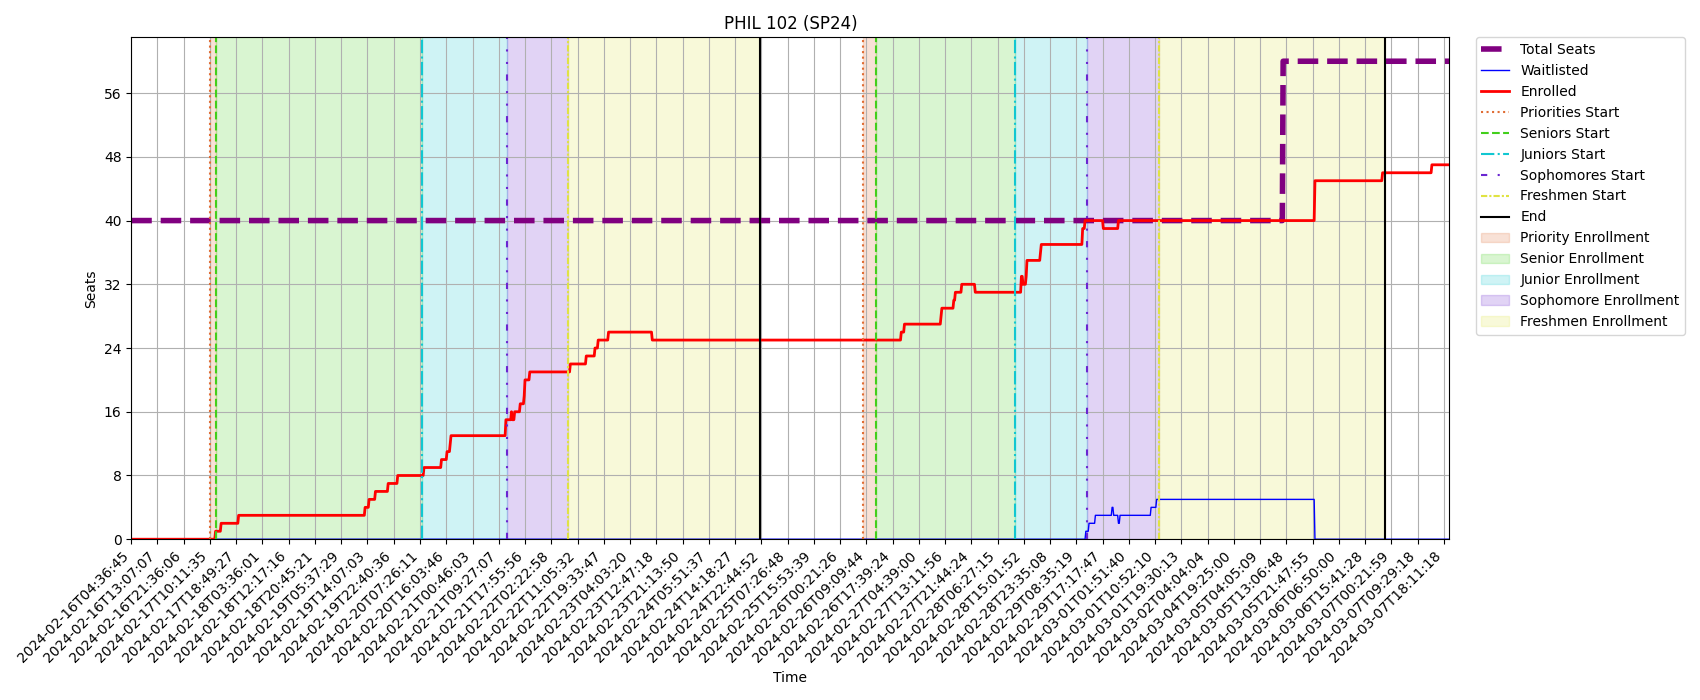 PHIL 102 (SP24)
Total Seats
Waitlisted
Enrolled
Priorities Start
Seniors Start
Juniors Start
Sophomores Start
Freshmen Start
End
Priority Enrollment
Senior Enrollment
Junior Enrollment
Sophomore Enrollment
Freshmen Enrollment
Seats
56
48
40
32
24
16
8
0
2024-02-16T04:36:45
2024-02-16T13:07:07
2024-02-16T21:36:06
2024-02-17T10:11:35
2024-02-17T18:49:27
2024-02-18T03:36:01
2024-02-18T12:17:16
2024-02-18T20:45:21
2024-02-19T05:37:29
2024-02-19T14:07:03
2024-02-19T22:40:36
2024-02-20T07:26:11
2024-02-20T16:03:46
2024-02-21T00:46:03
2024-02-21T09:27:07
2024-02-21T17:55:56
2024-02-22T02:22:58
2024-02-22T11:05:32
2024-02-22T19:33:47
2024-02-23T04:03:20
2024-02-23T12:47:18
2024-02-23T21:13:50
2024-02-24T05:51:37
2024-02-24T14:18:27
2024-02-24T22:44:52
2024-02-25T07:26:48
2024-02-25T15:53:39
2024-02-26T00:21:26
2024-02-26T09:09:44
2024-02-26T17:39:24
2024-02-27T04:39:00
2024-02-27T13:11:56
2024-02-27T21:44:24
2024-02-28T06:27:15
2024-02-28T15:01:52
2024-02-28T23:35:08
2024-02-29T08:35:19
2024-02-29T17:17:47
2024-03-01T01:51:40
2024-03-01T10:52:10
2024-03-01T19:30:13
2024-03-02T04:04:04
2024-03-04T19:25:00
2024-03-05T04:05:09
2024-03-05T13:06:48
2024-03-05T21:47:55
2024-03-06T06:50:00
2024-03-06T15:41:28
2024-03-07T00:21:59
2024-03-07T09:29:18
2024-03-07T18:11:18
Time